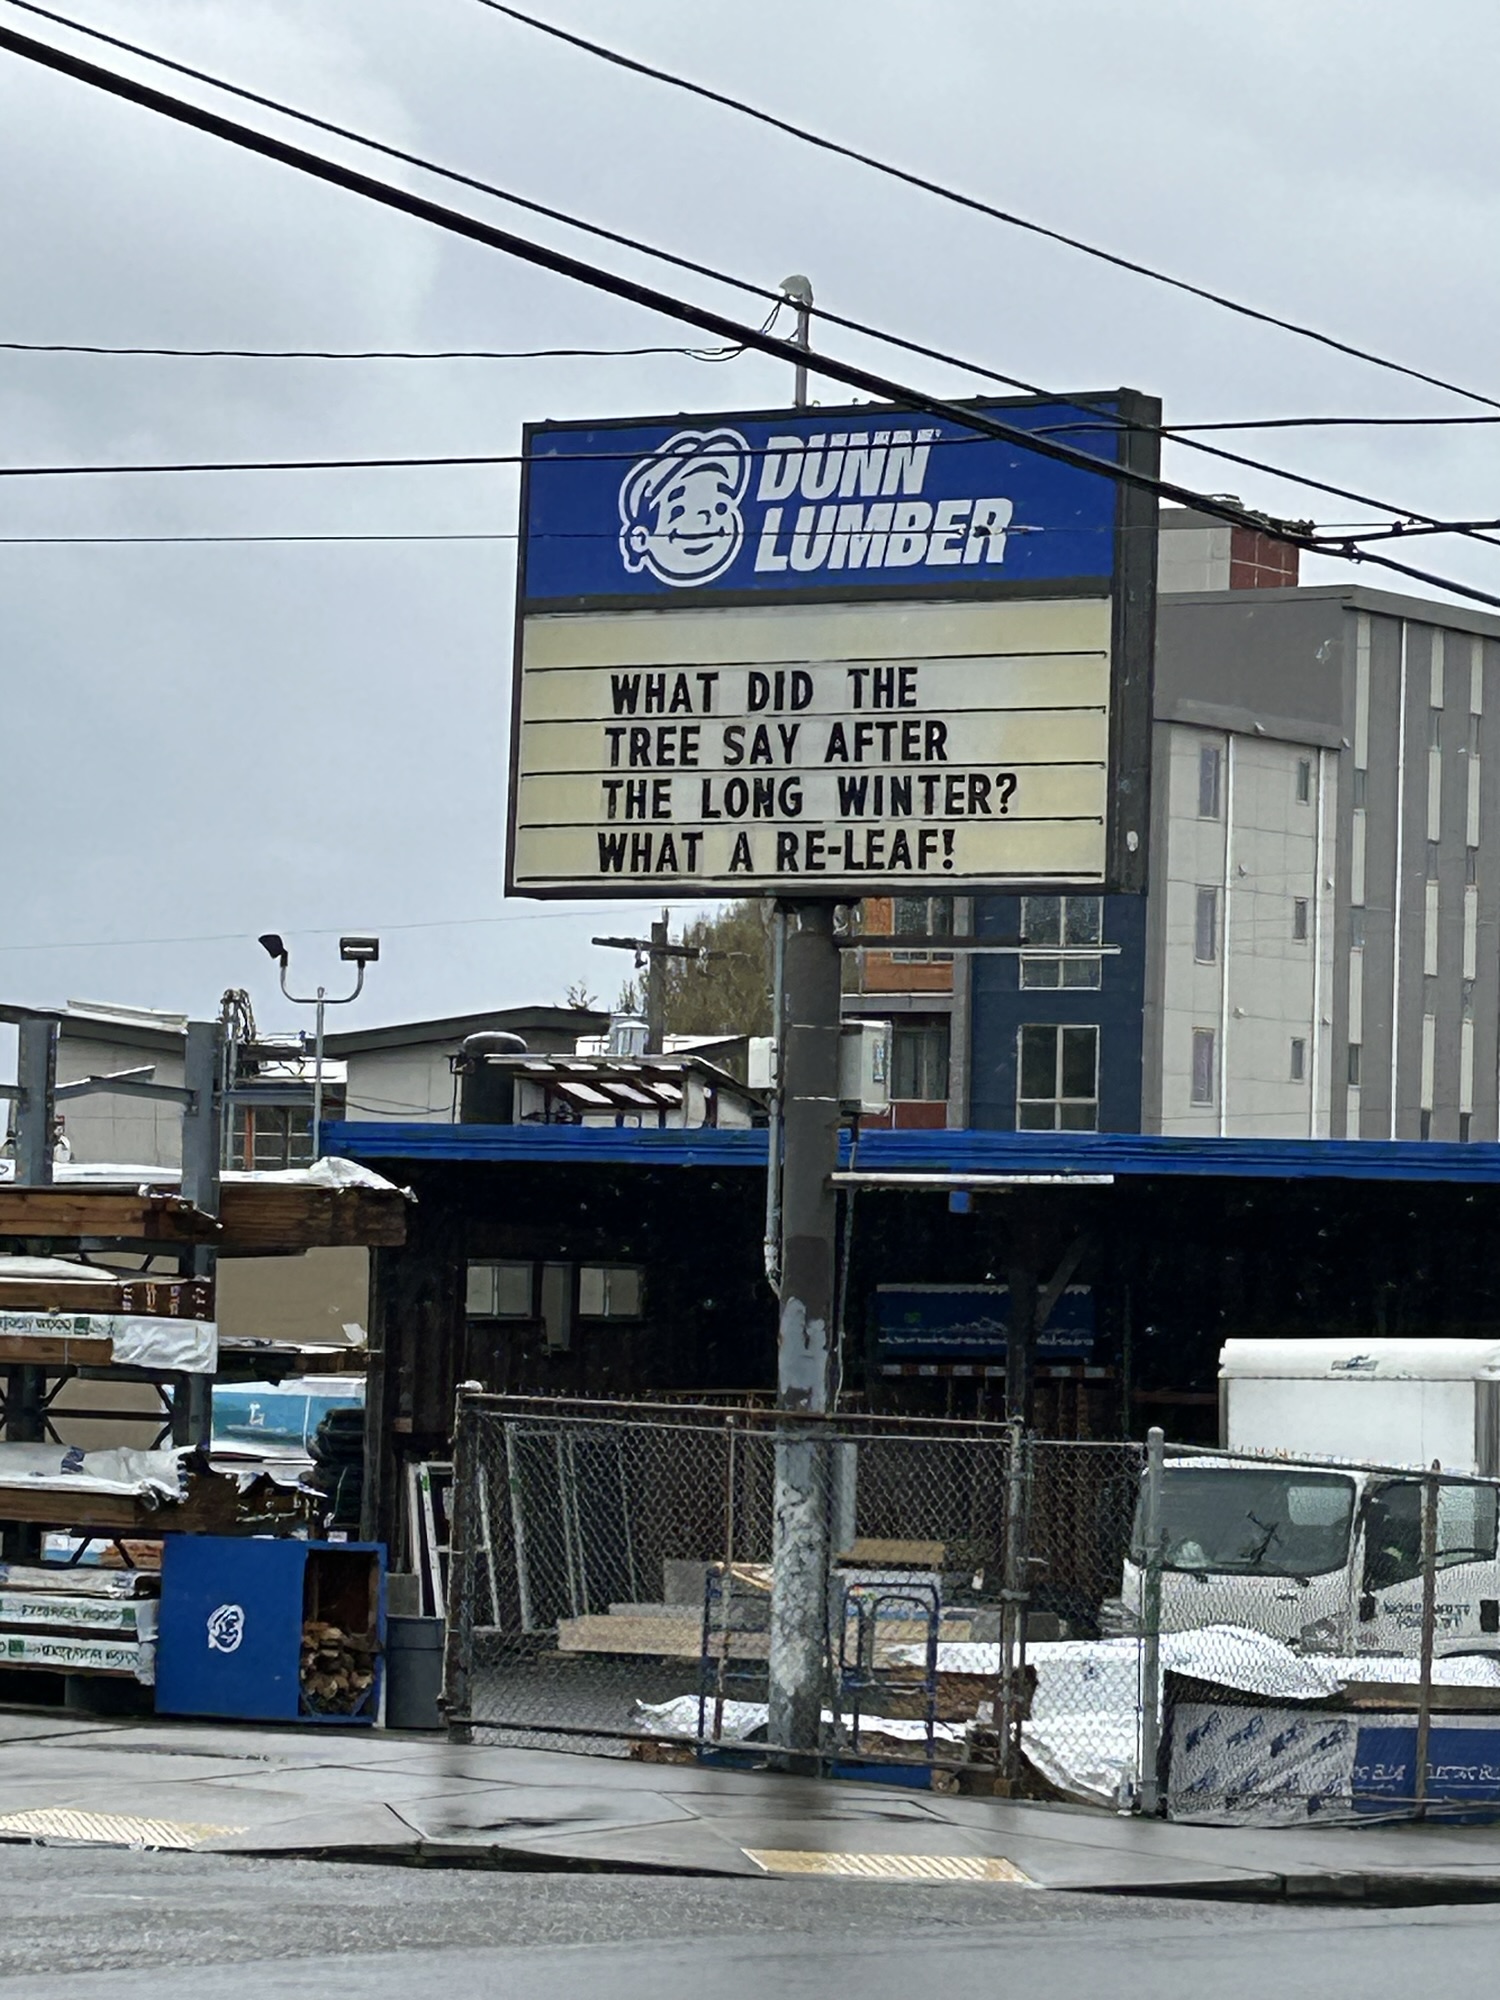 DUNN
LUMBER
WHAT DID THE
TREE SAY AFTER
THE LONG WINTER?
WHAT A RE-LEAF!